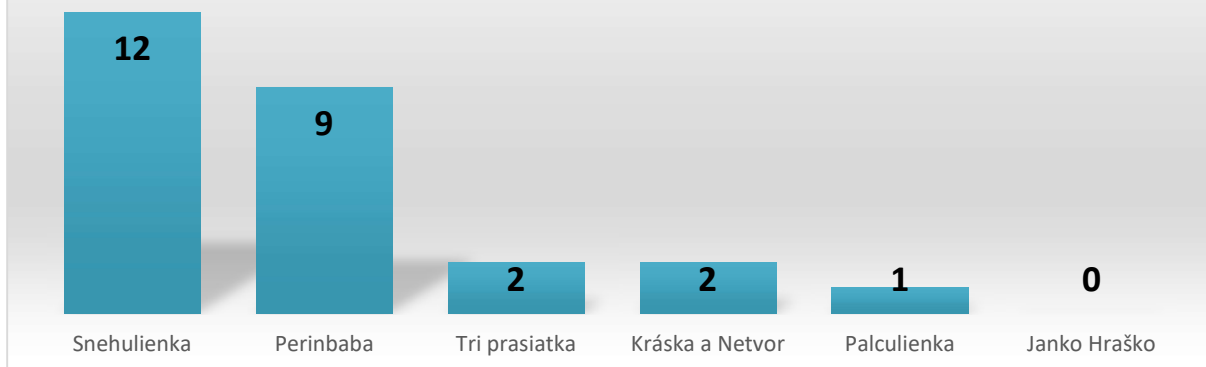 12
9
2
2
1
0
Snehulienka
Perinbaba
Tri prasiatka
Kráska a Netvor
Palculienka
Janko Hraško